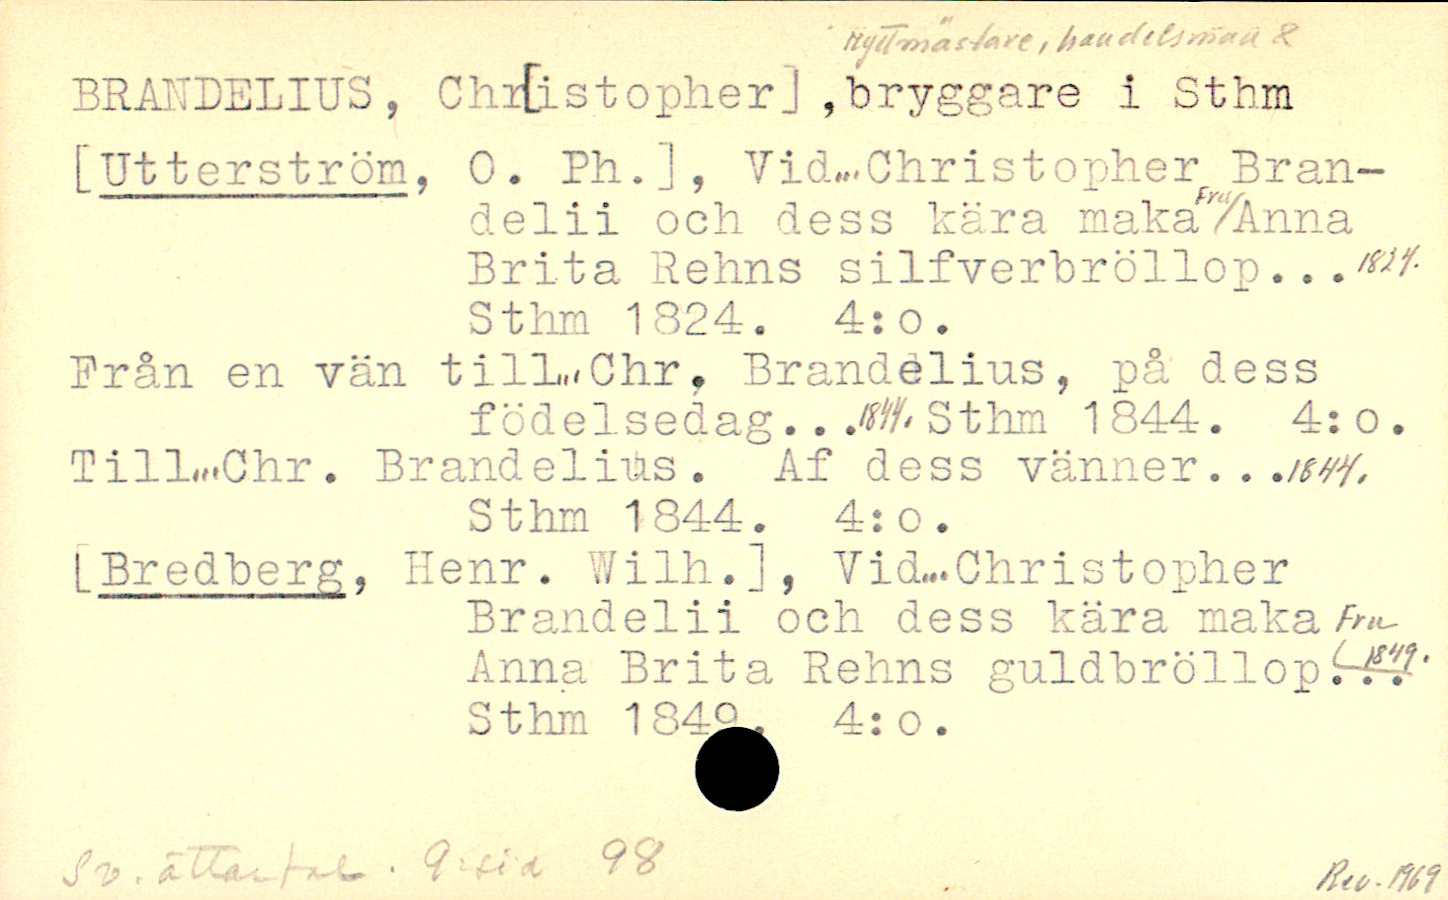 Ryttmästare, handelsman &
BRANDELIUS, Chr[istopher], bryggare i Sthm
[Utterström, O. Ph.], Vid...Christopher Bran-
delii och dess kära maka Fru/Anna
Brita Rehns silfverbröllop...1824.
Sthm 1824. 4:o.
Från en vän till...Chr. Brandelius, på dess
födelsedag...1844. Sthm 1844. 4:o.
Till...Chr. Brandelius. Af dess vänner...1844.
Sthm 1844. 4:o.
[Bredberg, Henr. Wilh.], Vid...Christopher
Brandelii och dess kära maka Fru
Anna Brita Rehns guldbröllop... 1849.
Sthm 1849. 4:o.
Sv. ättartal. 9: sid 98
Rev. 1969